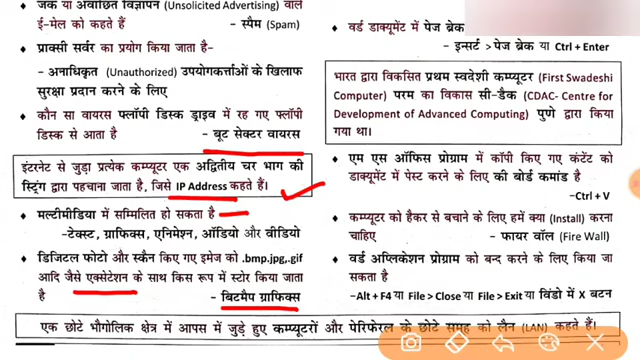 जंक या अवांछित विज्ञापन (Unsolicited Advertising) वाले
ई-मेल को कहते हैं - स्पैम (Spam)
प्राक्सी सर्वर का प्रयोग किया जाता है-
- अनाधिकृत (Unauthorized) उपयोगकर्त्ताओं के खिलाफ
सुरक्षा प्रदान करने के लिए
कौन सा वायरस फ्लॉपी डिस्क ड्राइव में रह गए फ्लॉपी
डिस्क से आता है - बूट सेक्टर वायरस
इंटरनेट से जुड़ा प्रत्येक कम्प्यूटर एक अद्वितीय चर भाग की
स्ट्रिंग द्वारा पहचाना जाता है, जिसे IP Address कहते हैं।
मल्टीमीडिया में सम्मिलित हो सकता है
-टेक्स्ट, ग्राफिक्स, एनिमेशन, ऑडियो और वीडियो
♦ डिजिटल फोटो और स्कैन किए गए इमेज को .bmp.jpg,.gif
आदि जैसे एक्सेटेंशन के साथ किस रूप में स्टोर किया जाता
है - बिटमैप ग्राफिक्स
♦ वर्ड डाक्यूमेंट में पेज ब्रेक
- इन्सर्ट > पेज ब्रेक या Ctrl + Enter
भारत द्वारा विकसित प्रथम स्वदेशी कम्प्यूटर (First Swadeshi
Computer) परम का विकास सी-डैक (CDAC- Centre for
Development of Advanced Computing) पुणे द्वारा किया
गया था।
♦ एम एस ऑफिस प्रोग्राम में कॉपी किए गए कंटेंट को
डाक्यूमेंट में पेस्ट करने के लिए की बोर्ड कमांड है
-Ctrl + V
♦ कम्प्यूटर को हैकर से बचाने के लिए हमें क्या (Install) करना
चाहिए - फायर वॉल (Fire Wall)
♦ वर्ड अप्लिकेशन प्रोग्राम को बन्द करने के लिए किया जा
सकता है
-Alt + F4 या File > Close या File > Exit या विंडो में X बटन
एक छोटे भौगोलिक क्षेत्र में आपस में जुड़े हुए कम्प्यूटरों और पेरिफेरल के छोटे समूह को लैन (LAN) कहते हैं।